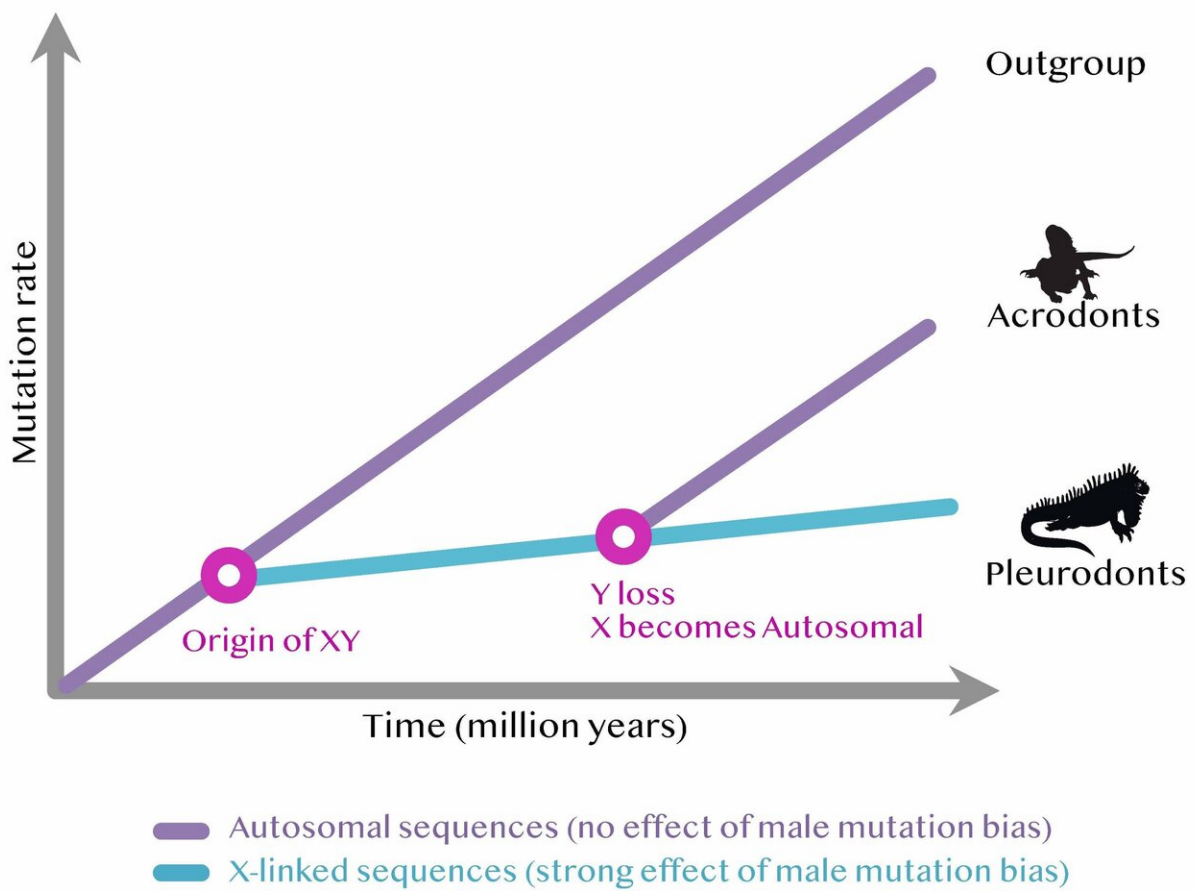 Outgroup
Acrodonts
Mutation rate
Pleurodonts
Origin of XY
Y loss
X becomes Autosomal
Time (million years)
Autosomal sequences (no effect of male mutation bias)
X-linked sequences (strong effect of male mutation bias)